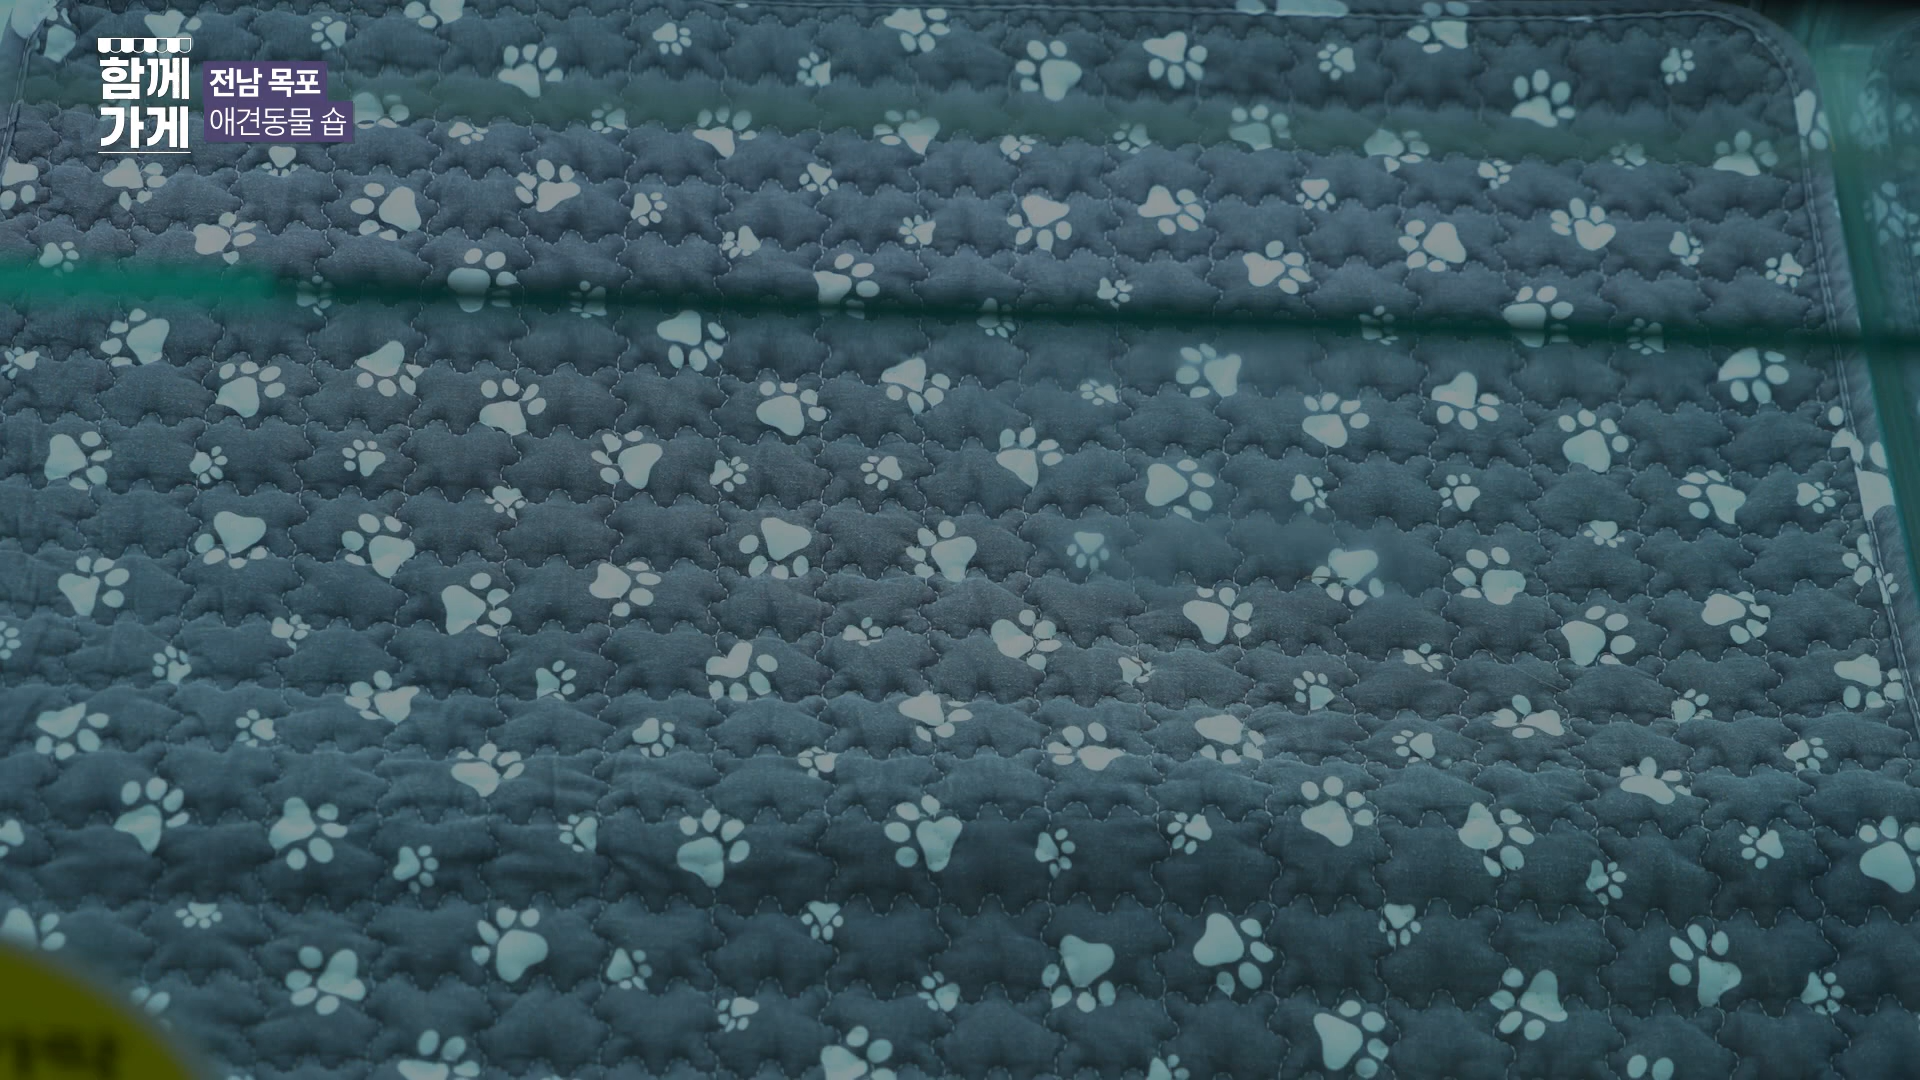 함께
가게
전남 목포
애견동물 숍